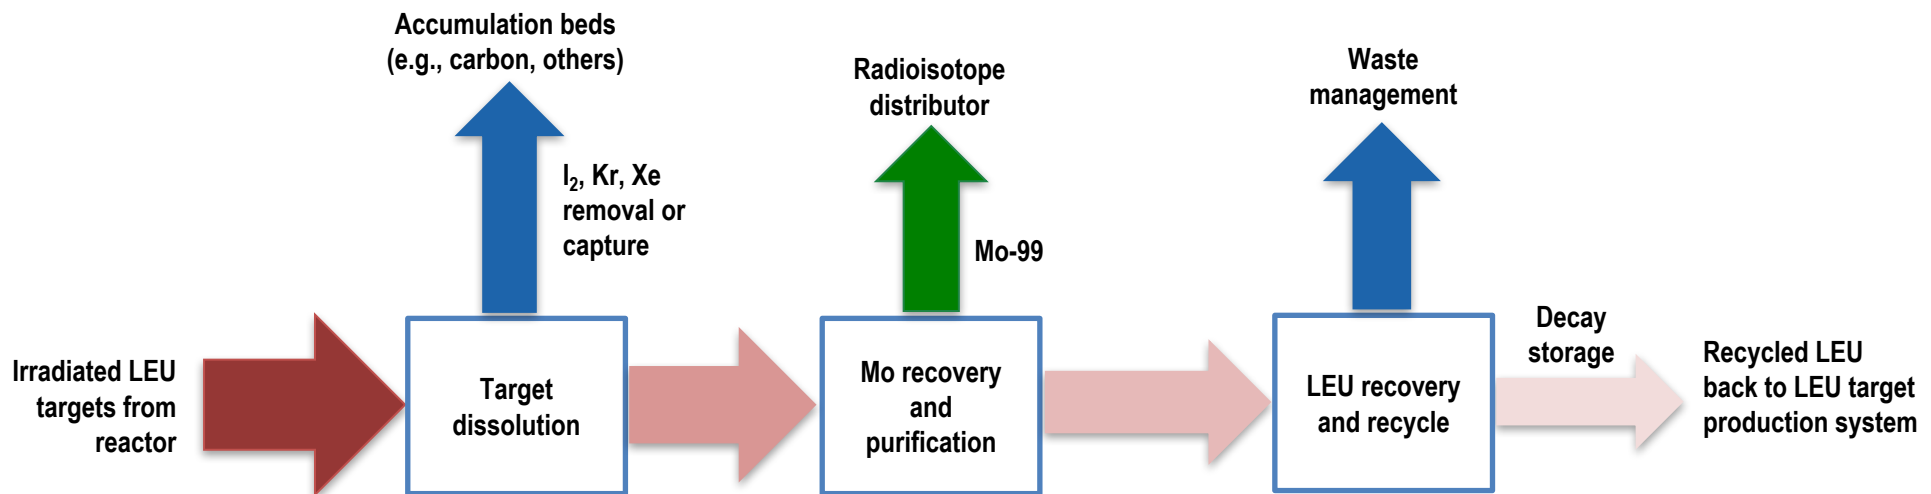 Accumulation beds
(e.g., carbon, others)
Radioisotope
distributor
Waste
management
I₂, Kr, Xe
removal or
capture
Mo-99
Irradiated LEU
targets from
reactor
Target
dissolution
Mo recovery
and
purification
LEU recovery
and recycle
Decay
storage
Recycled LEU
back to LEU target
production system